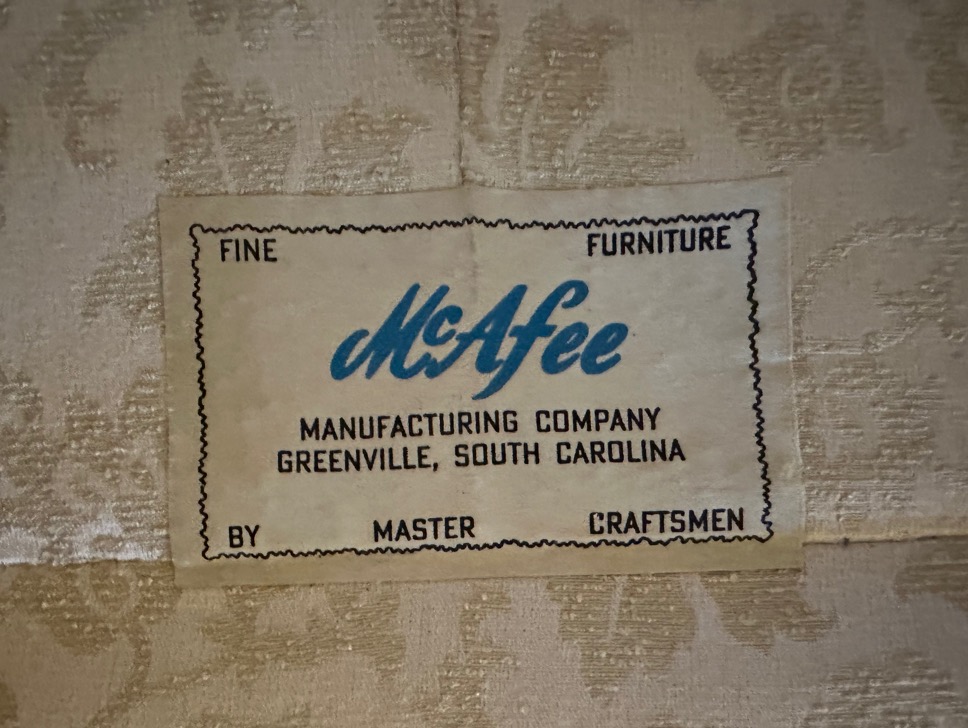 FINE FURNITURE
McAfee
MANUFACTURING COMPANY
GREENVILLE, SOUTH CAROLINA
BY MASTER CRAFTSMEN